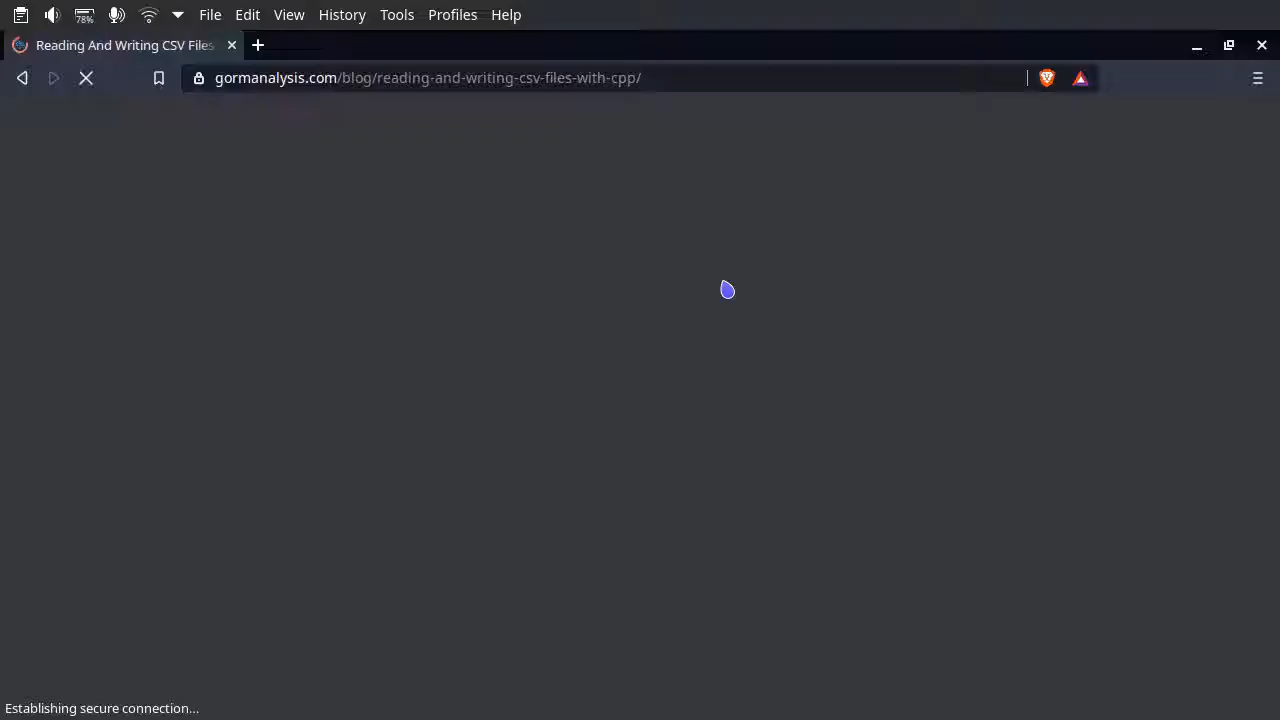 78%
File Edit View History Tools Profiles Help
Reading And Writing CSV Files
gormanalysis.com/blog/reading-and-writing-csv-files-with-cpp/
Establishing secure connection...